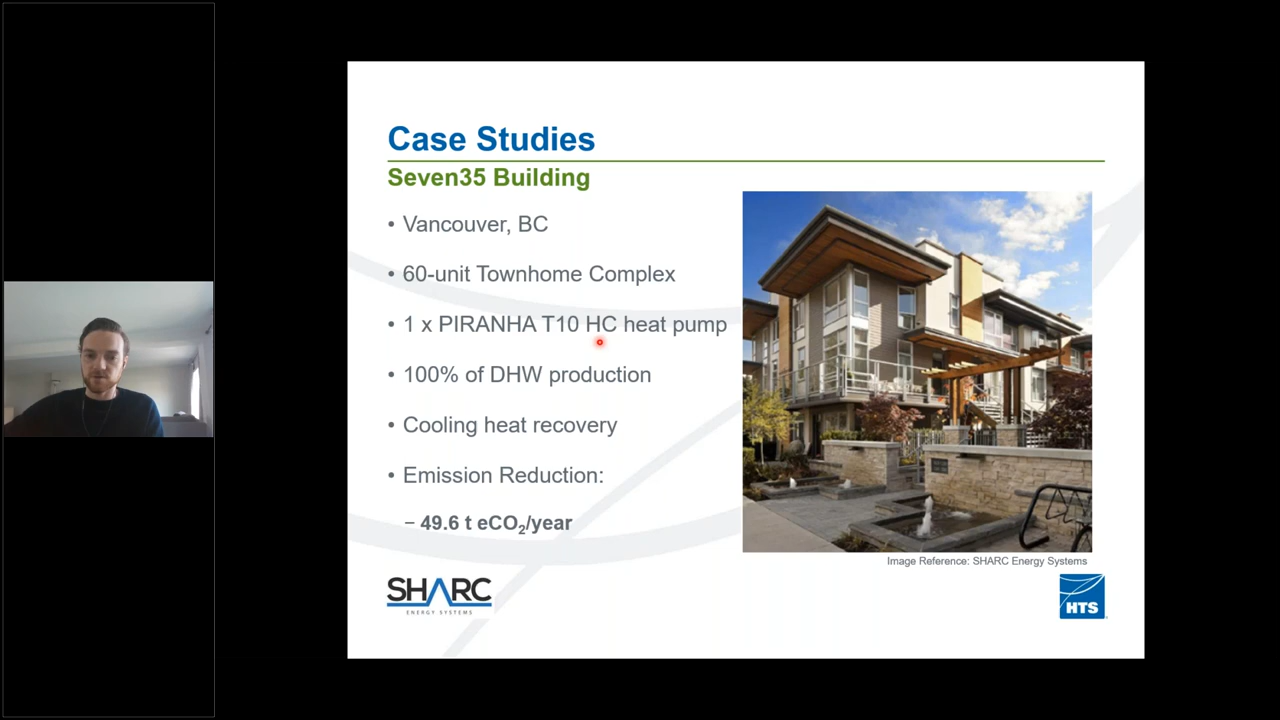 Case Studies
Seven35 Building
• Vancouver, BC
• 60-unit Townhome Complex
• 1 x PIRANHA T10 HC heat pump
• 100% of DHW production
• Cooling heat recovery
• Emission Reduction:
− 49.6 t eCO₂/year
Image Reference: SHARC Energy Systems
SHARC
ENERGY SYSTEMS
HTS